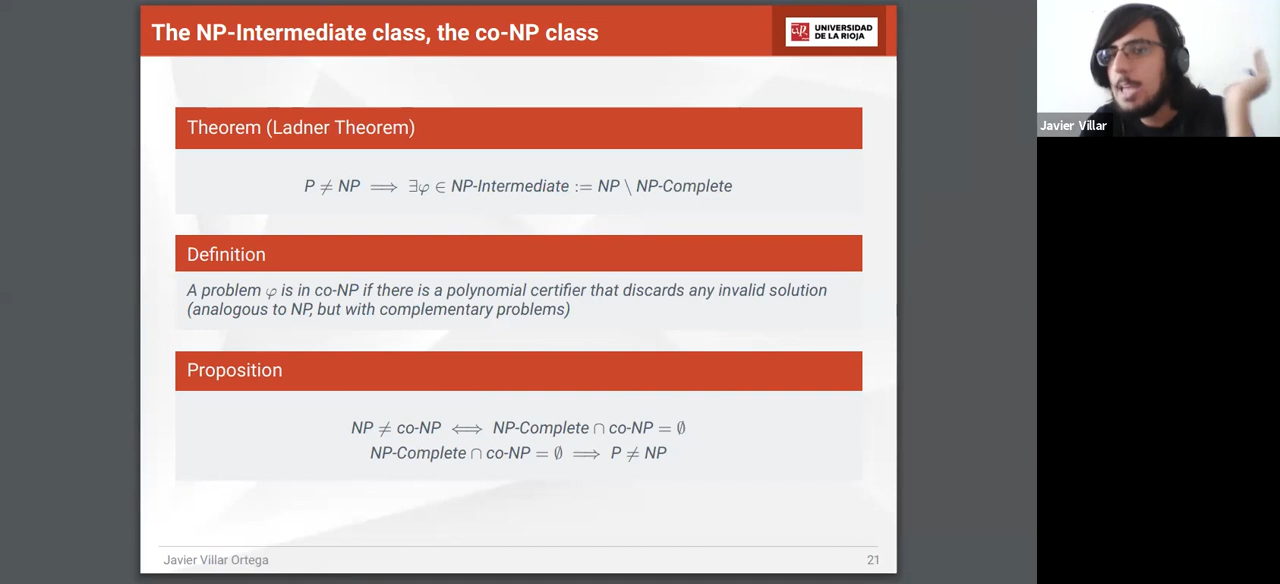 The NP-Intermediate class, the co-NP class
UNIVERSIDAD
DE LA RIOJA
Javier Villar
Theorem (Ladner Theorem)
P ≠ NP ⟹ ∃φ ∈ NP-Intermediate := NP \ NP-Complete
Definition
A problem φ is in co-NP if there is a polynomial certifier that discards any invalid solution
(analogous to NP, but with complementary problems)
Proposition
NP ≠ co-NP ⟺ NP-Complete ∩ co-NP = ∅
NP-Complete ∩ co-NP = ∅ ⟹ P ≠ NP
Javier Villar Ortega
21